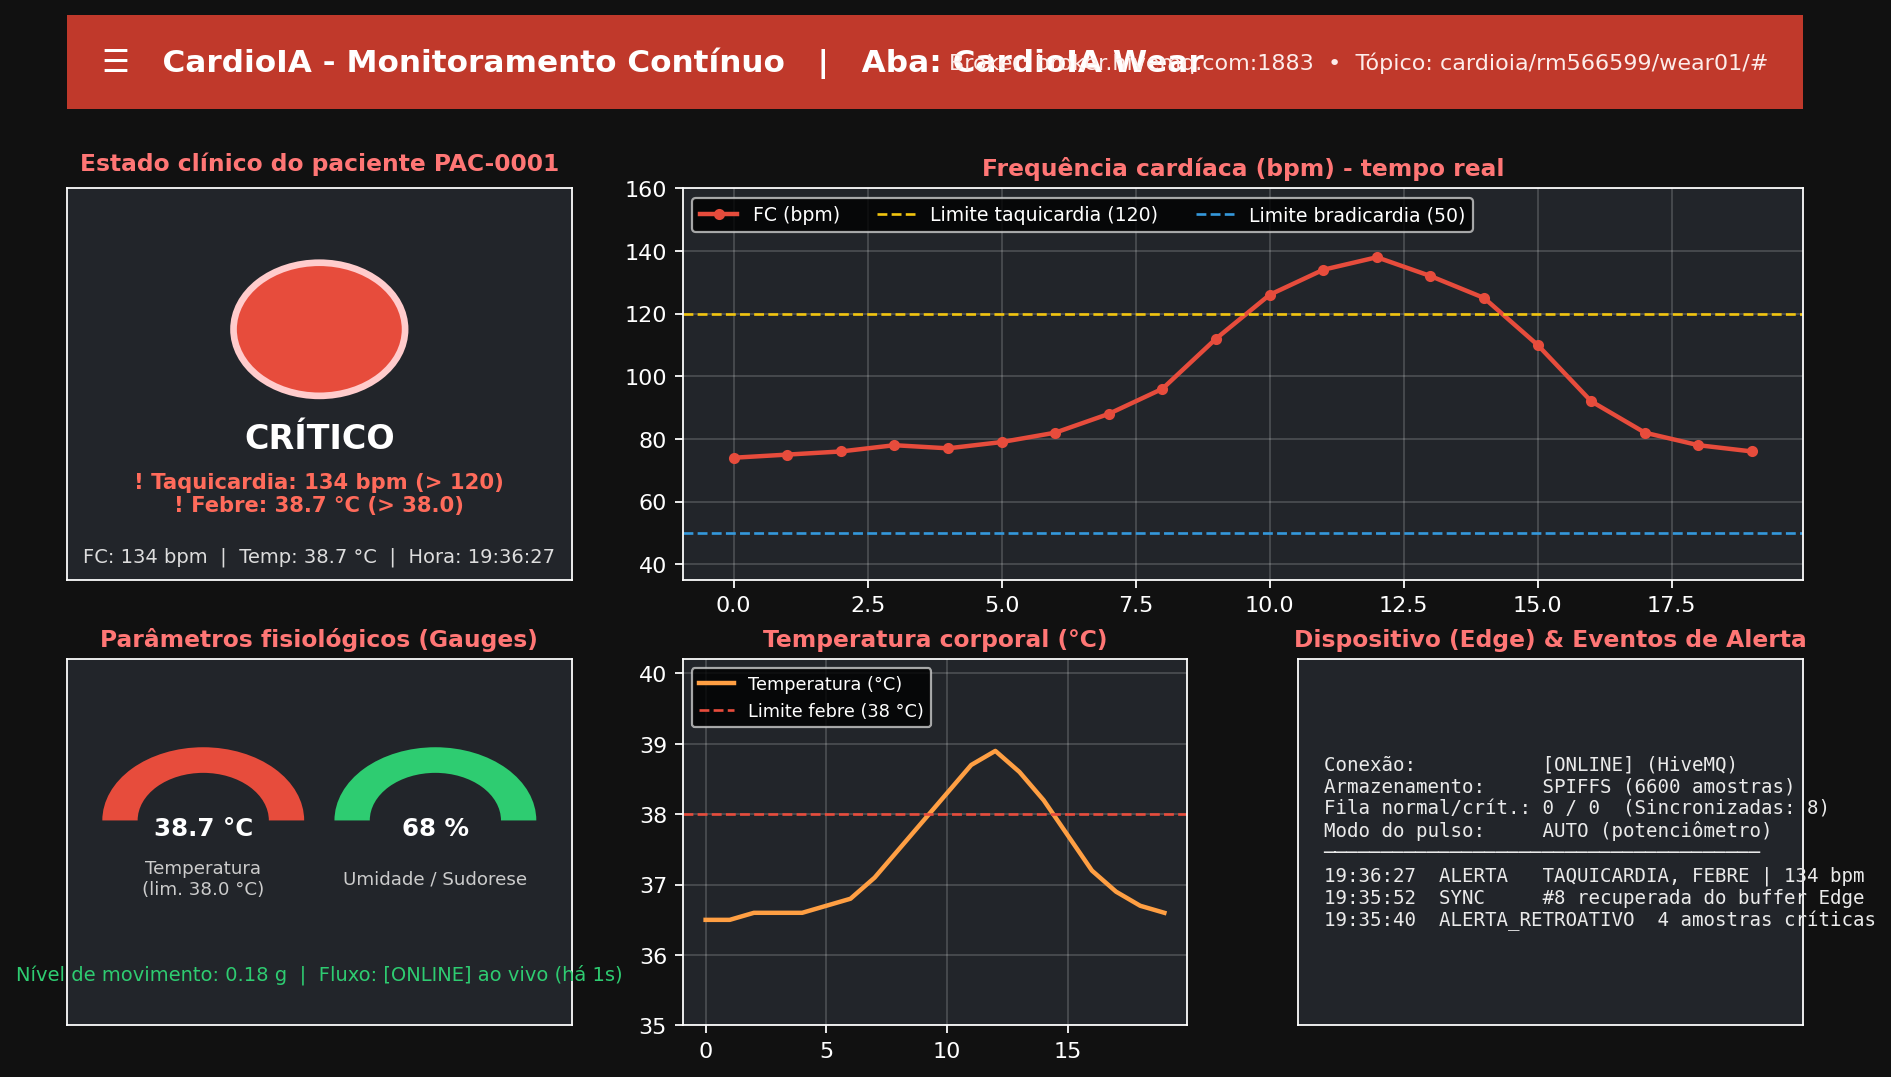 ☰ CardioIA - Monitoramento Contínuo | Aba: CardioIA Wear
broker.hivemq.com:1883 • Tópico: cardioia/rm566599/wear01/#
Estado clínico do paciente PAC-0001
CRÍTICO
! Taquicardia: 134 bpm (> 120)
! Febre: 38.7 °C (> 38.0)
FC: 134 bpm | Temp: 38.7 °C | Hora: 19:36:27
Frequência cardíaca (bpm) - tempo real
FC (bpm) Limite taquicardia (120) Limite bradicardia (50)
160
140
120
100
80
60
40
0.0 2.5 5.0 7.5 10.0 12.5 15.0 17.5
Parâmetros fisiológicos (Gauges)
38.7 °C
Temperatura
(lim. 38.0 °C)
68 %
Umidade / Sudorese
Nível de movimento: 0.18 g | Fluxo: [ONLINE] ao vivo (há 1s)
Temperatura corporal (°C)
Temperatura (°C)
Limite febre (38 °C)
40
39
38
37
36
35
0 5 10 15
Dispositivo (Edge) & Eventos de Alerta
Conexão: [ONLINE] (HiveMQ)
Armazenamento: SPIFFS (6600 amostras)
Fila normal/crít.: 0 / 0 (Sincronizadas: 8)
Modo do pulso: AUTO (potenciômetro)
19:36:27 ALERTA TAQUICARDIA, FEBRE | 134 bpm
19:35:52 SYNC #8 recuperada do buffer Edge
19:35:40 ALERTA_RETROATIVO 4 amostras críticas